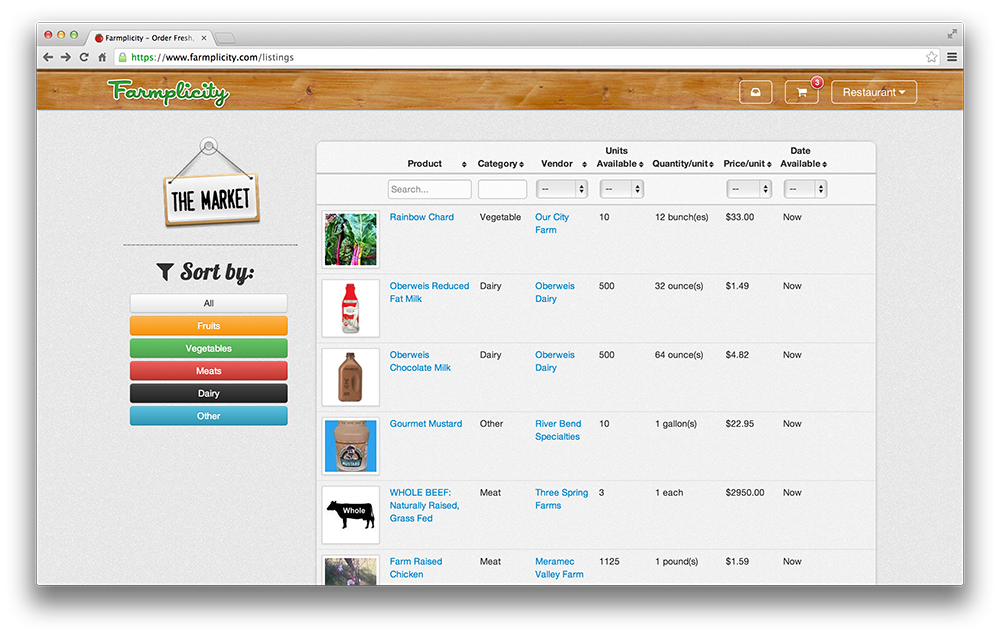 Farmplicity – Order Fresh,
https://www.farmplicity.com/listings
Farmplicity
3
Restaurant
THE MARKET
Sort by:
All
Fruits
Vegetables
Meats
Dairy
Other
Product Category Vendor Units Available Quantity/unit Price/unit Date Available
Search... -- -- -- --
Rainbow Chard Vegetable Our City Farm 10 12 bunch(es) $33.00 Now
Oberweis Reduced Fat Milk Dairy Oberweis Dairy 500 32 ounce(s) $1.49 Now
Oberweis Chocolate Milk Dairy Oberweis Dairy 500 64 ounce(s) $4.82 Now
MUSTARD
Gourmet Mustard Other River Bend Specialties 10 1 gallon(s) $22.95 Now
Whole
WHOLE BEEF: Naturally Raised, Grass Fed Meat Three Spring Farms 3 1 each $2950.00 Now
Farm Raised Chicken Meat Meramec Valley Farm 1125 1 pound(s) $1.59 Now